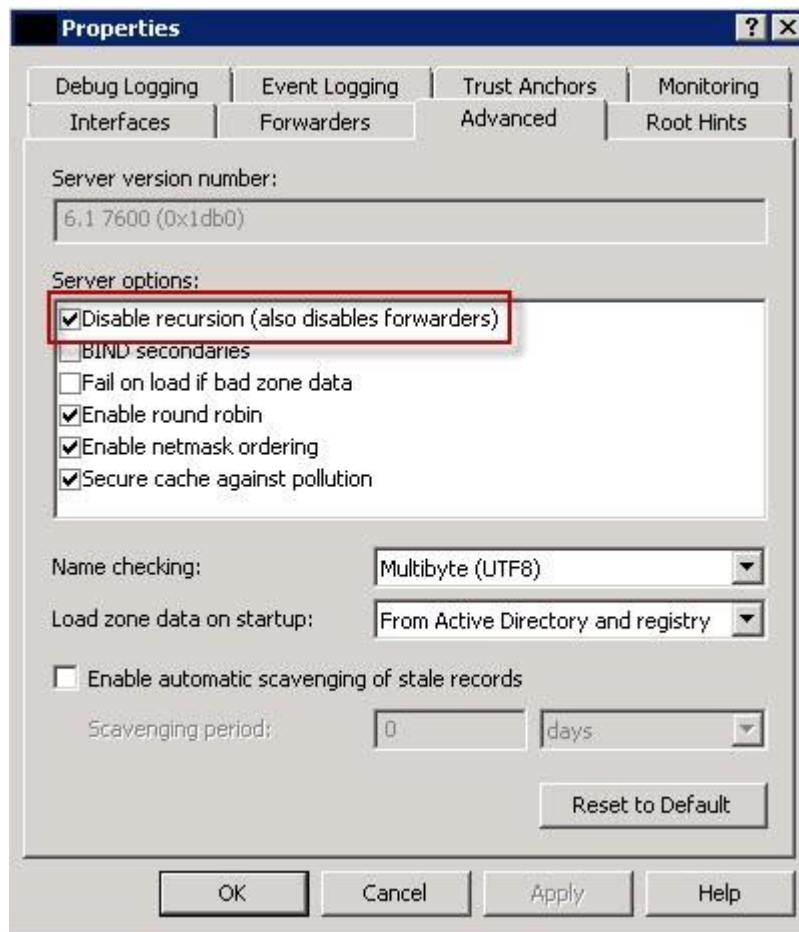 Properties
Debug Logging Event Logging Trust Anchors Monitoring
Interfaces Forwarders Advanced Root Hints
Server version number:
6.1 7600 (0x1db0)
Server options:
Disable recursion (also disables forwarders)
BIND secondaries
Fail on load if bad zone data
Enable round robin
Enable netmask ordering
Secure cache against pollution
Name checking: Multibyte (UTF8)
Load zone data on startup: From Active Directory and registry
Enable automatic scavenging of stale records
Scavenging period: 0 days
Reset to Default
OK Cancel Apply Help